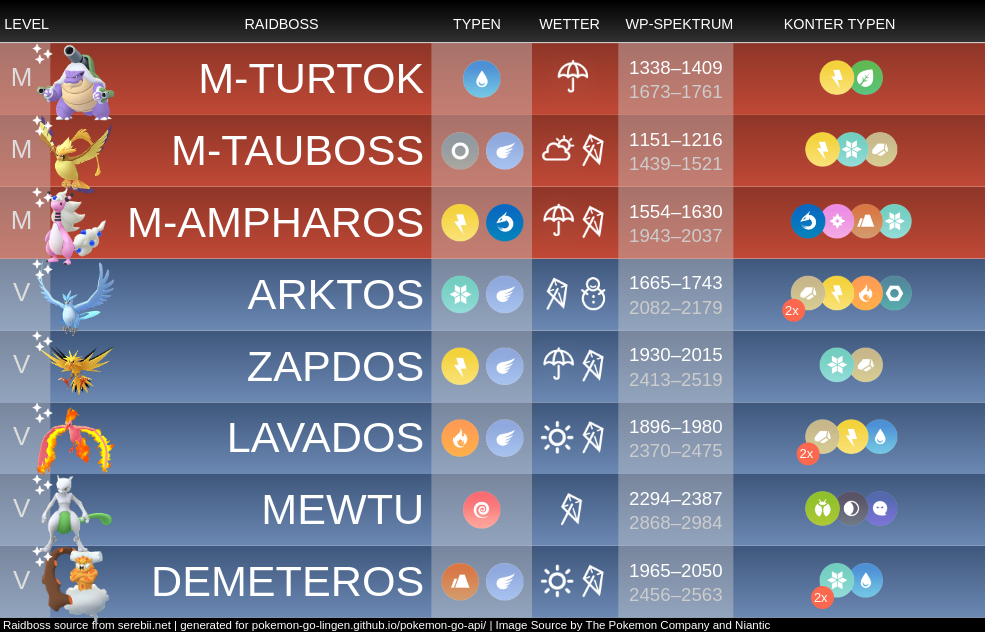 LEVEL RAIDBOSS TYPEN WETTER WP-SPEKTRUM KONTER TYPEN
M M-TURTOK 1338–1409
1673–1761
M M-TAUBOSS 1151–1216
1439–1521
M M-AMPHAROS 1554–1630
1943–2037
V ARKTOS 1665–1743
2082–2179 2x
V ZAPDOS 1930–2015
2413–2519
V LAVADOS 1896–1980
2370–2475 2x
V MEWTU 2294–2387
2868–2984
V DEMETEROS 1965–2050
2456–2563 2x
Raidboss source from serebii.net | generated for pokemon-go-lingen.github.io/pokemon-go-api/ | Image Source by The Pokemon Company and Niantic